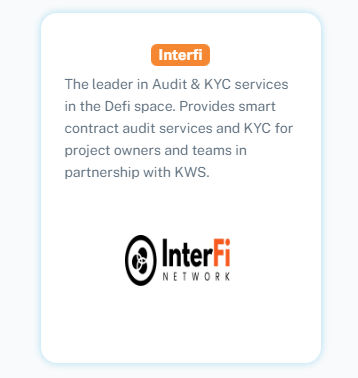 Interfi
The leader in Audit & KYC services
in the Defi space. Provides smart
contract audit services and KYC for
project owners and teams in
partnership with KWS.
InterFi
NETWORK